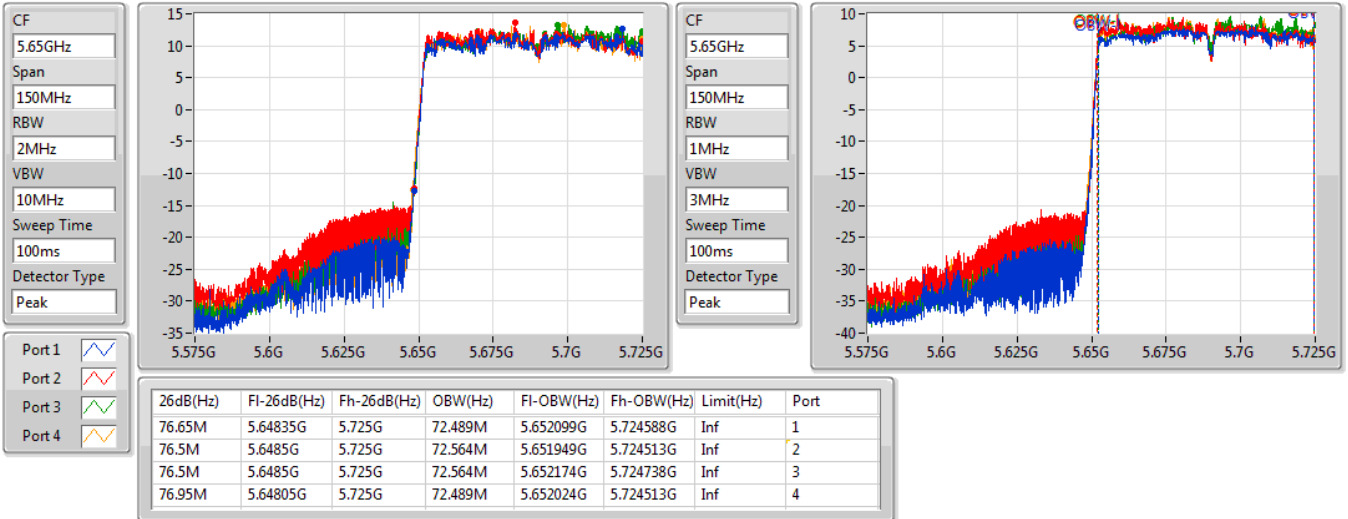 CF
5.65GHz
Span
150MHz
RBW
2MHz
VBW
10MHz
Sweep Time
100ms
Detector Type
Peak
15
10
5
0
-5
-10
-15
-20
-25
-30
-35
5.575G 5.6G 5.625G 5.65G 5.675G 5.7G 5.725G
CF
5.65GHz
Span
150MHz
RBW
1MHz
VBW
3MHz
Sweep Time
100ms
Detector Type
Peak
10
5
0
-5
-10
-15
-20
-25
-30
-35
-40
5.575G 5.6G 5.625G 5.65G 5.675G 5.7G 5.725G
Port 1
Port 2
Port 3
Port 4
26dB(Hz) Fl-26dB(Hz) Fh-26dB(Hz) OBW(Hz) Fl-OBW(Hz) Fh-OBW(Hz) Limit(Hz) Port
76.65M 5.64835G 5.725G 72.489M 5.652099G 5.724588G Inf 1
76.5M 5.6485G 5.725G 72.564M 5.651949G 5.724513G Inf 2
76.5M 5.6485G 5.725G 72.564M 5.652174G 5.724738G Inf 3
76.95M 5.64805G 5.725G 72.489M 5.652024G 5.724513G Inf 4